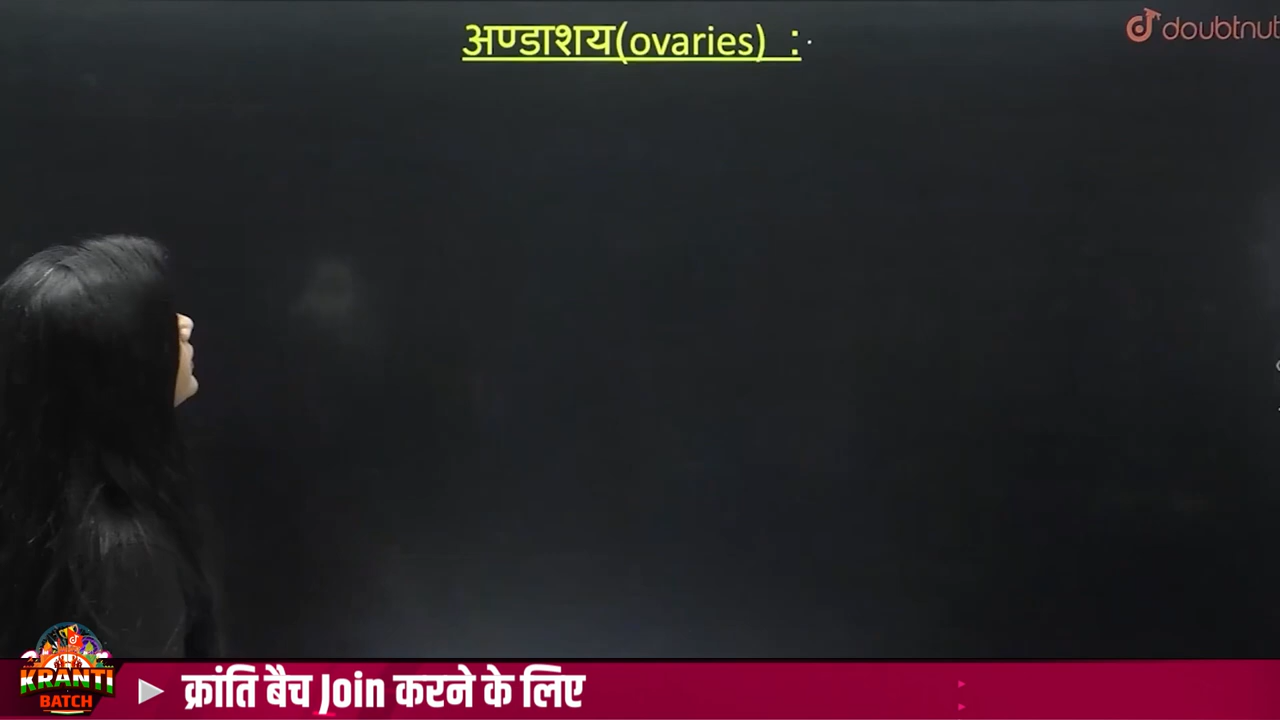 अण्डाशय(ovaries) :
doubtnut
KRANTI
BATCH
क्रांति बैच Join करने के लिए